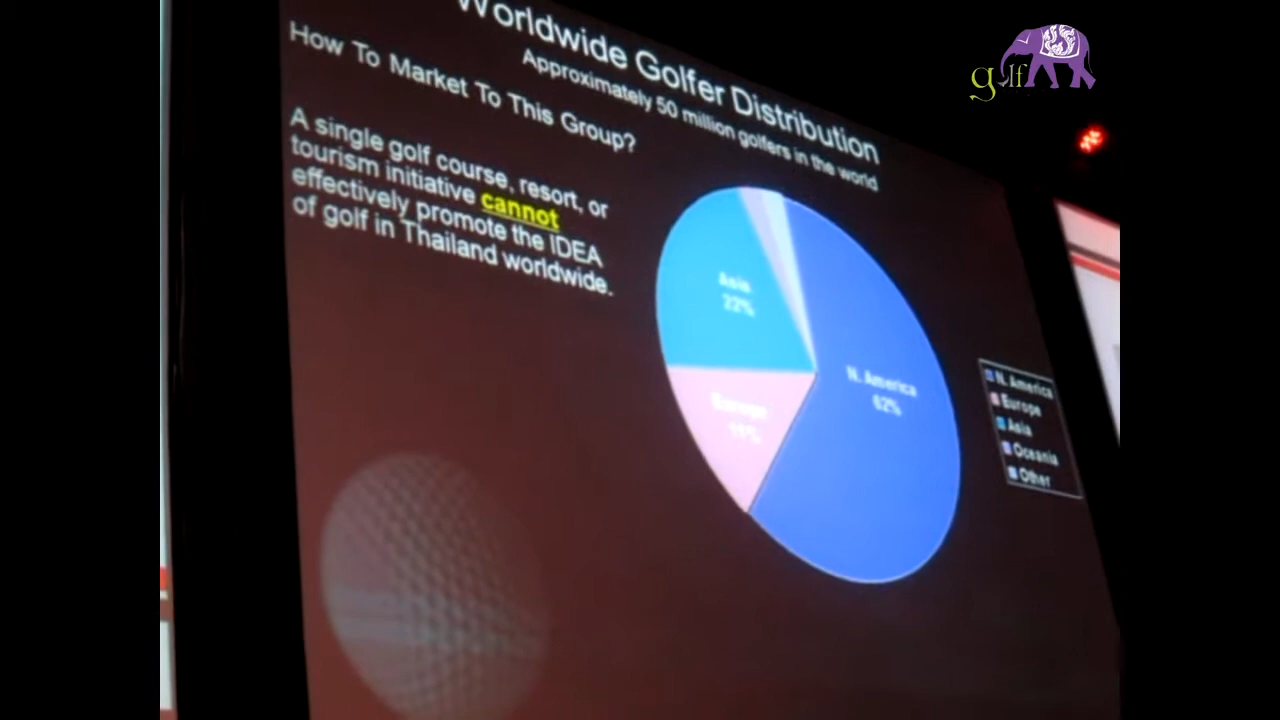 golf
Worldwide Golfer Distribution
Approximately 50 million golfers in the world
How To Market To This Group?
A single golf course, resort, or
tourism initiative cannot
effectively promote the IDEA
of golf in Thailand worldwide.
Asia
22%
N. America
62%
Europe
11%
N. America
Europe
Asia
Oceania
Other